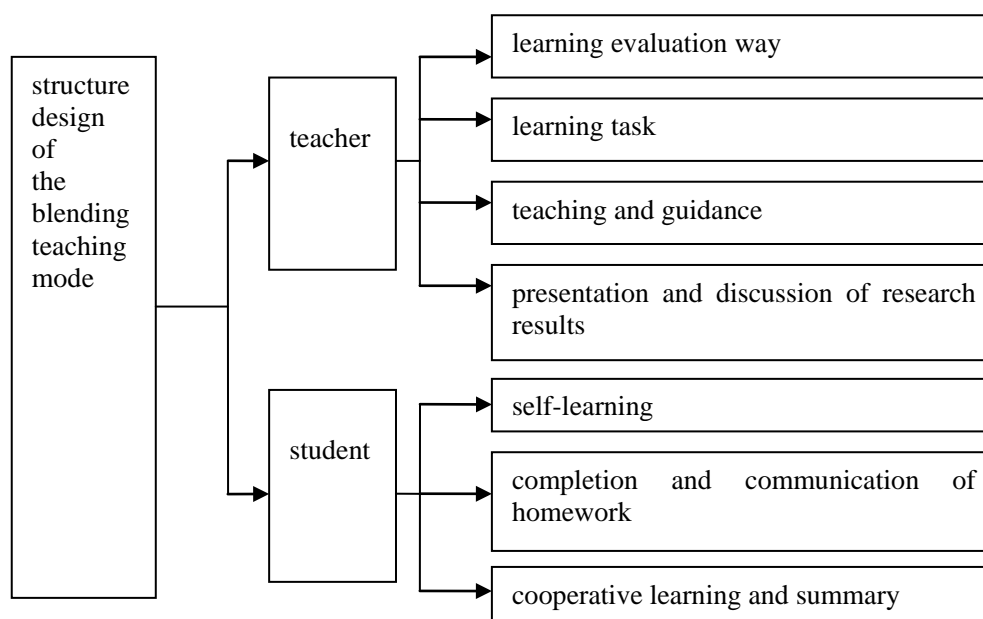 structure
design
of
the
blending
teaching
mode
teacher
learning evaluation way
learning task
teaching and guidance
presentation and discussion of research
results
student
self-learning
completion and communication of
homework
cooperative learning and summary